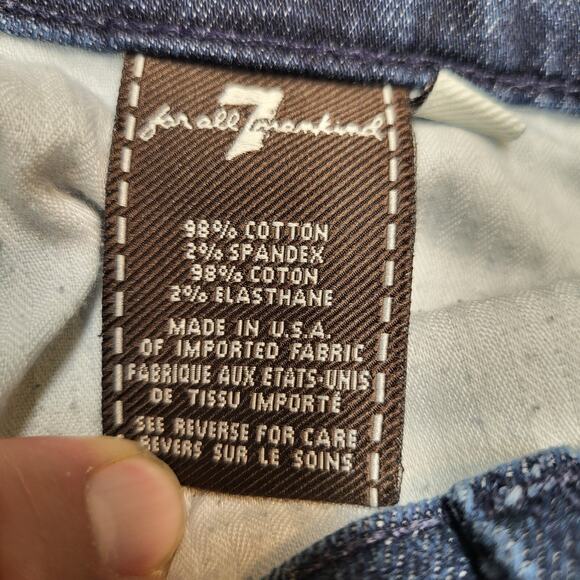 7 for all mankind
98% COTTON
2% SPANDEX
98% COTON
2% ELASTHANE
MADE IN U.S.A.
OF IMPORTED FABRIC
FABRIQUE AUX ETATS-UNIS
DE TISSU IMPORTÉ
SEE REVERSE FOR CARE
REVERS SUR LE SOINS